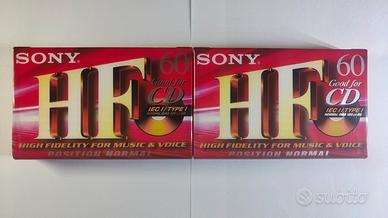 SONY
HF
60
Good for
CD
IEC I / TYPE I
HIGH FIDELITY FOR MUSIC & VOICE
POSITION NORMAL
SONY
HF
60
Good for
CD
IEC I / TYPE I
HIGH FIDELITY FOR MUSIC & VOICE
POSITION NORMAL
subito